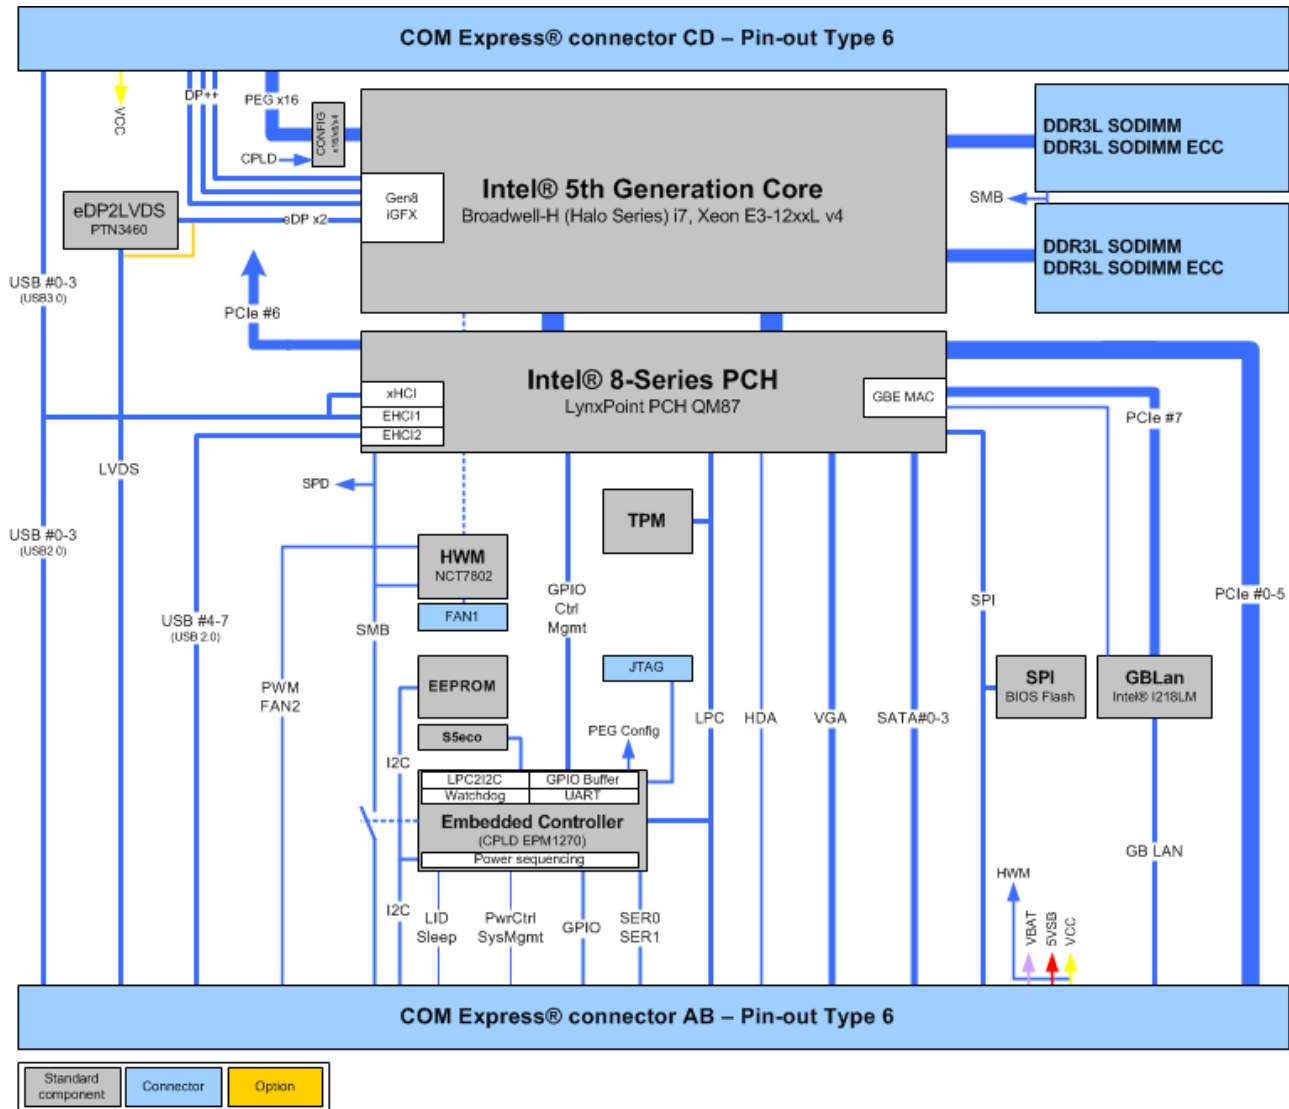 COM Express® connector CD – Pin-out Type 6
VCC
DP++
PEG x16
CONFIG
x16/x8/x4
CPLD
DDR3L SODIMM
DDR3L SODIMM ECC
Intel® 5th Generation Core
Broadwell-H (Halo Series) i7, Xeon E3-12xxL v4
Gen8
iGFX
eDP2LVDS
PTN3460
eDP x2
SMB
DDR3L SODIMM
DDR3L SODIMM ECC
USB #0-3
(USB3.0)
PCIe #6
Intel® 8-Series PCH
LynxPoint PCH QM87
xHCI
EHCI1
EHCI2
GBE MAC
PCIe #7
LVDS
SPD
TPM
USB #0-3
(USB2.0)
HWM
NCT7802
FAN1
GPIO
Ctrl
Mgmt
SPI
PCIe #0-5
USB #4-7
(USB 2.0)
SMB
JTAG
EEPROM
SPI
BIOS Flash
GBLan
Intel® I218LM
PWM
FAN2
LPC
HDA
VGA
SATA#0-3
S5eco
PEG Config
I2C
LPC2I2C
GPIO Buffer
Watchdog
UART
Embedded Controller
(CPLD EPM1270)
Power sequencing
GB LAN
HWM
I2C
LID
Sleep
PwrCtrl
SysMgmt
GPIO
SER0
SER1
VBAT
5VSB
VCC
COM Express® connector AB – Pin-out Type 6
Standard
component
Connector
Option